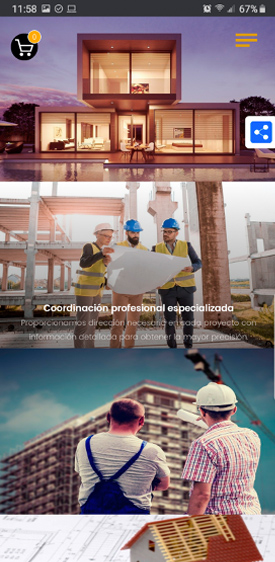 11:58
67%
0
Coordinación profesional especializada
Proporcionamos dirección necesaria en cada proyecto con
información detallada para obtener la mayor precisión.